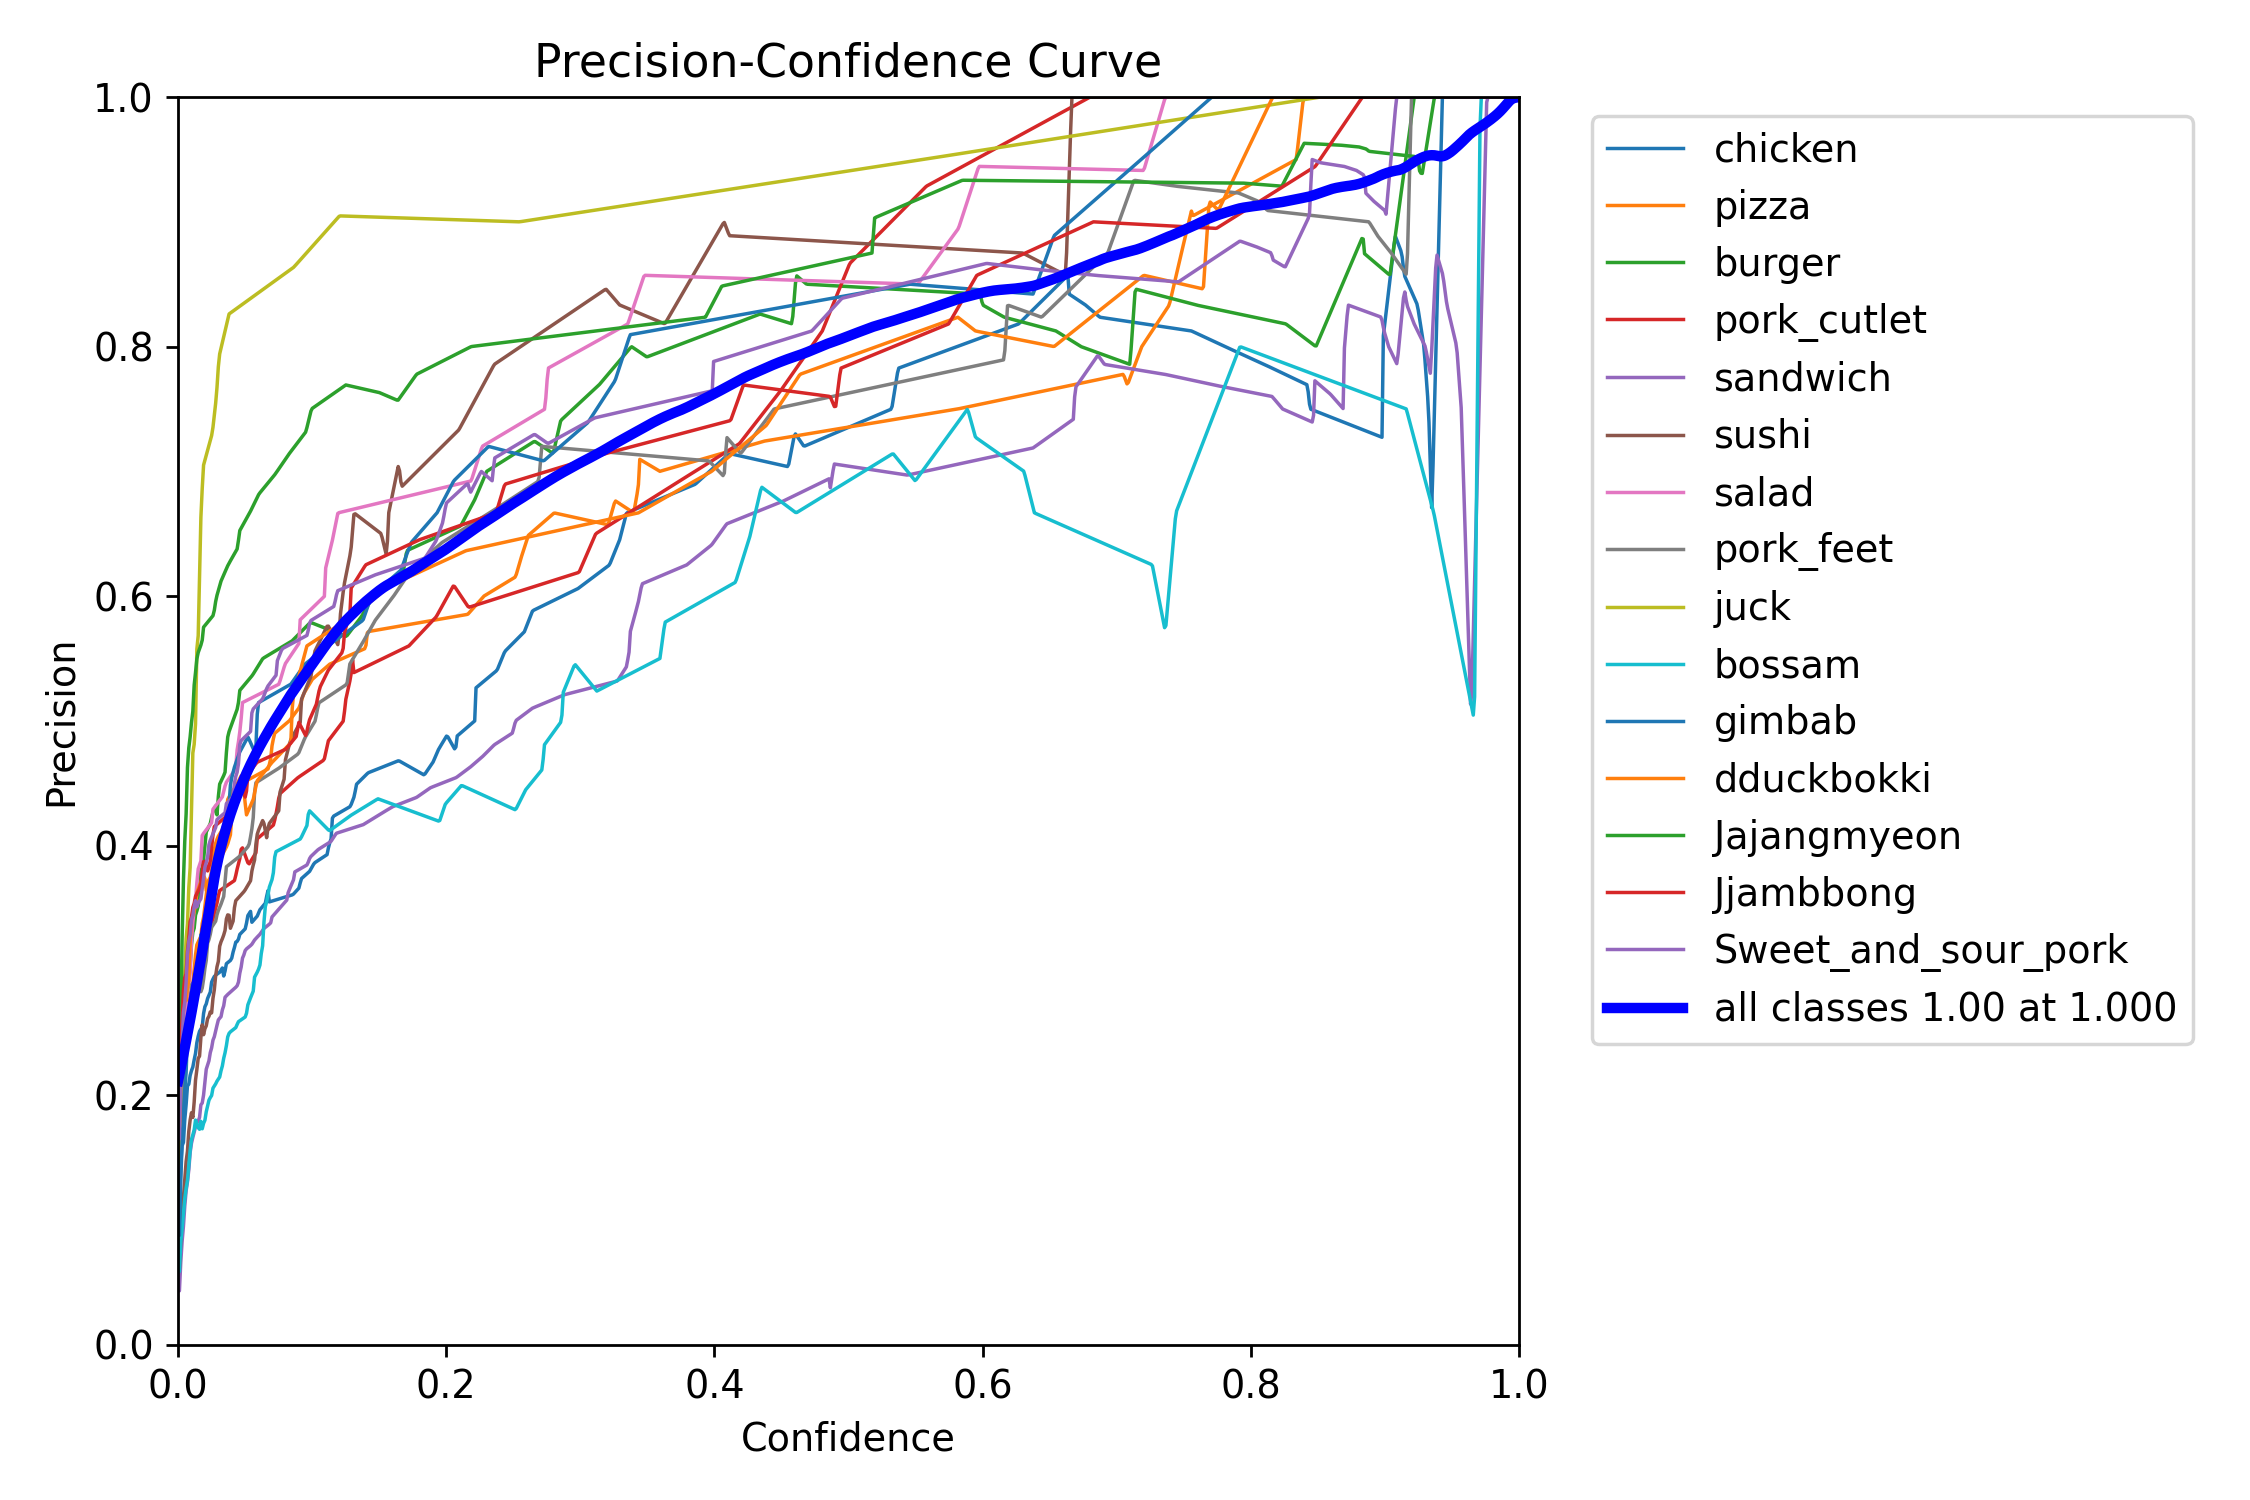 Precision-Confidence Curve
1.0
0.8
0.6
0.4
0.2
0.0
Precision
0.0 0.2 0.4 0.6 0.8 1.0
Confidence
chicken
pizza
burger
pork_cutlet
sandwich
sushi
salad
pork_feet
juck
bossam
gimbab
dduckbokki
Jajangmyeon
Jjambbong
Sweet_and_sour_pork
all classes 1.00 at 1.000